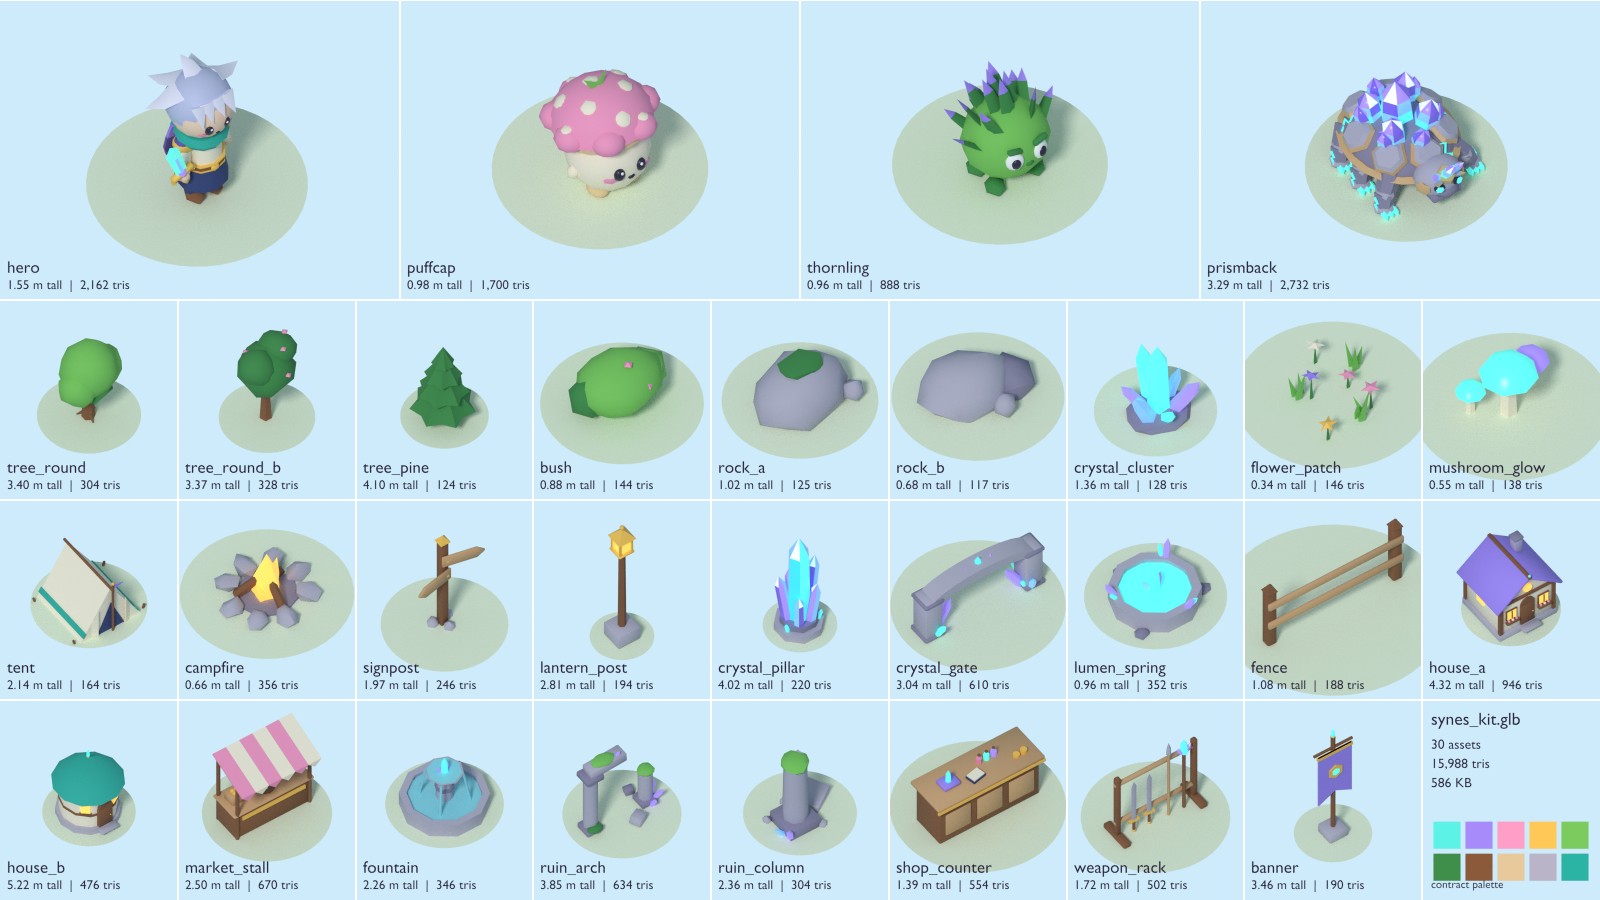 hero
1.55 m tall | 2,162 tris
puffcap
0.98 m tall | 1,700 tris
thornling
0.96 m tall | 888 tris
prismback
3.29 m tall | 2,732 tris
tree_round
3.40 m tall | 304 tris
tree_round_b
3.37 m tall | 328 tris
tree_pine
4.10 m tall | 124 tris
bush
0.88 m tall | 144 tris
rock_a
1.02 m tall | 125 tris
rock_b
0.68 m tall | 117 tris
crystal_cluster
1.36 m tall | 128 tris
flower_patch
0.34 m tall | 146 tris
mushroom_glow
0.55 m tall | 138 tris
tent
2.14 m tall | 164 tris
campfire
0.66 m tall | 356 tris
signpost
1.97 m tall | 246 tris
lantern_post
2.81 m tall | 194 tris
crystal_pillar
4.02 m tall | 220 tris
crystal_gate
3.04 m tall | 610 tris
lumen_spring
0.96 m tall | 352 tris
fence
1.08 m tall | 188 tris
house_a
4.32 m tall | 946 tris
house_b
5.22 m tall | 476 tris
market_stall
2.50 m tall | 670 tris
fountain
2.26 m tall | 346 tris
ruin_arch
3.85 m tall | 634 tris
ruin_column
2.36 m tall | 304 tris
shop_counter
1.39 m tall | 554 tris
weapon_rack
1.72 m tall | 502 tris
banner
3.46 m tall | 190 tris
synes_kit.glb
30 assets
15,988 tris
586 KB
contract palette